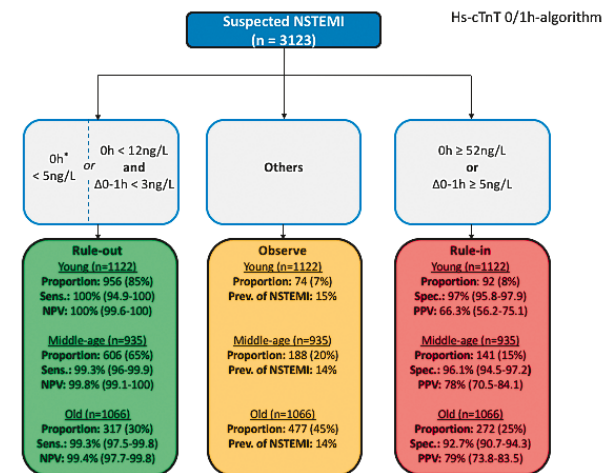 Hs-cTnT 0/1h-algorithm
Suspected NSTEMI
(n = 3123)
0h*
< 5ng/L
or
0h < 12ng/L
and
Δ0-1h < 3ng/L
Others
0h ≥ 52ng/L
or
Δ0-1h ≥ 5ng/L
Rule-out
Young (n=1122)
Proportion: 956 (85%)
Sens.: 100% (94.9-100)
NPV: 100% (99.6-100)
Middle-age (n=935)
Proportion: 606 (65%)
Sens.: 99.3% (96-99.9)
NPV: 99.8% (99.1-100)
Old (n=1066)
Proportion: 317 (30%)
Sens.: 99.3% (97.5-99.8)
NPV: 99.4% (97.7-99.8)
Observe
Young (n=1122)
Proportion: 74 (7%)
Prev. of NSTEMI: 15%
Middle-age (n=935)
Proportion: 188 (20%)
Prev. of NSTEMI: 14%
Old (n=1066)
Proportion: 477 (45%)
Prev. of NSTEMI: 14%
Rule-in
Young (n=1122)
Proportion: 92 (8%)
Spec.: 97% (95.8-97.9)
PPV: 66.3% (56.2-75.1)
Middle-age (n=935)
Proportion: 141 (15%)
Spec.: 96.1% (94.5-97.2)
PPV: 78% (70.5-84.1)
Old (n=1066)
Proportion: 272 (25%)
Spec.: 92.7% (90.7-94.3)
PPV: 79% (73.8-83.5)